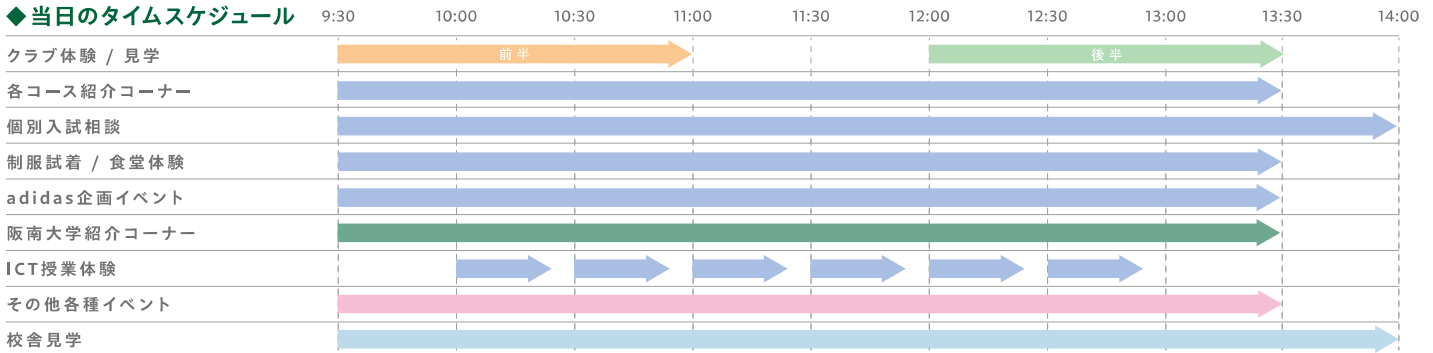 ◆当日のタイムスケジュール 9:30 10:00 10:30 11:00 11:30 12:00 12:30 13:00 13:30 14:00
クラブ体験 / 見学 前半 後半
各コース紹介コーナー
個別入試相談
制服試着 / 食堂体験
adidas企画イベント
阪南大学紹介コーナー
ICT授業体験
その他各種イベント
校舎見学